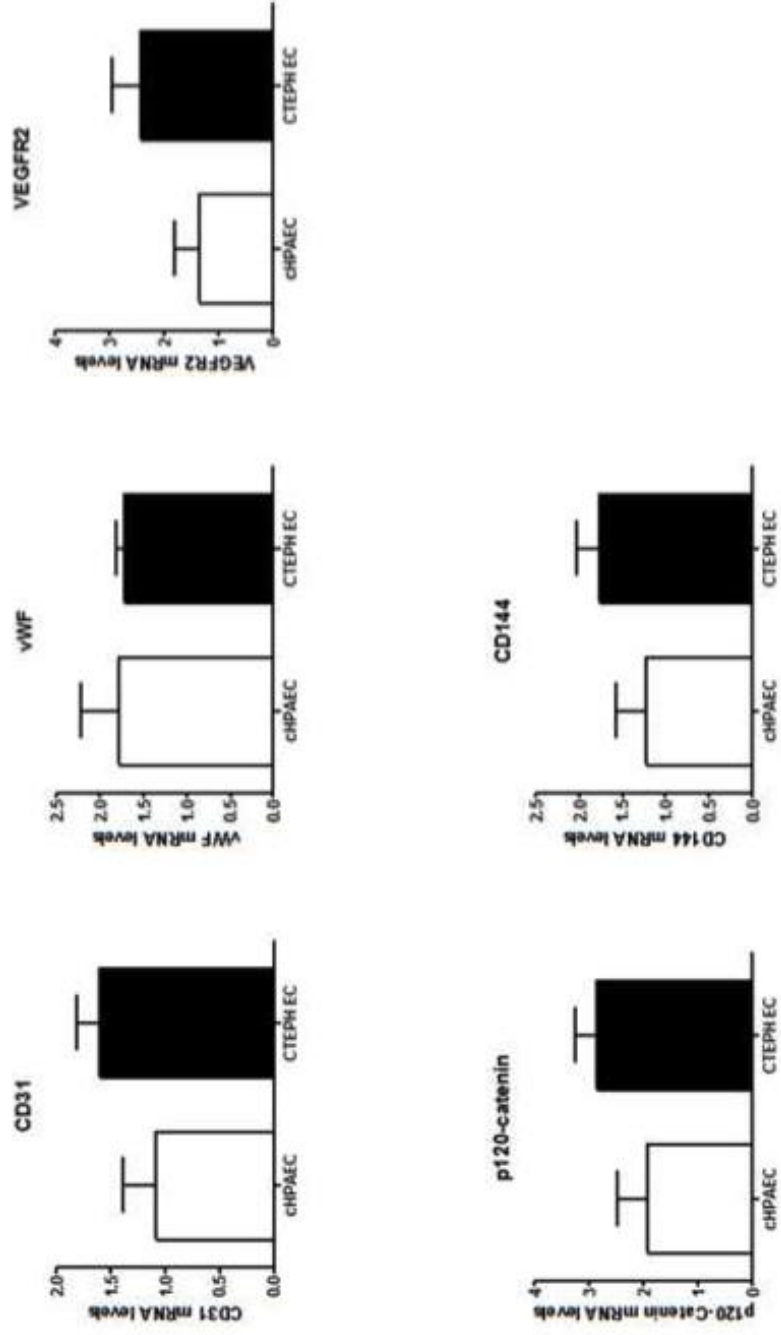 CD31
CD31 mRNA levels
2.0
1.5
1.0
0.5
0.0
cHPAEC
CTEPH EC
vWF
vWF mRNA levels
2.5
2.0
1.5
1.0
0.5
0.0
cHPAEC
CTEPH EC
VEGFR2
VEGFR2 mRNA levels
4
3
2
1
0
cHPAEC
CTEPH EC
p120-catenin
p120-Catenin mRNA levels
4
3
2
1
0
cHPAEC
CTEPH EC
CD144
CD144 mRNA levels
2.5
2.0
1.5
1.0
0.5
0.0
cHPAEC
CTEPH EC